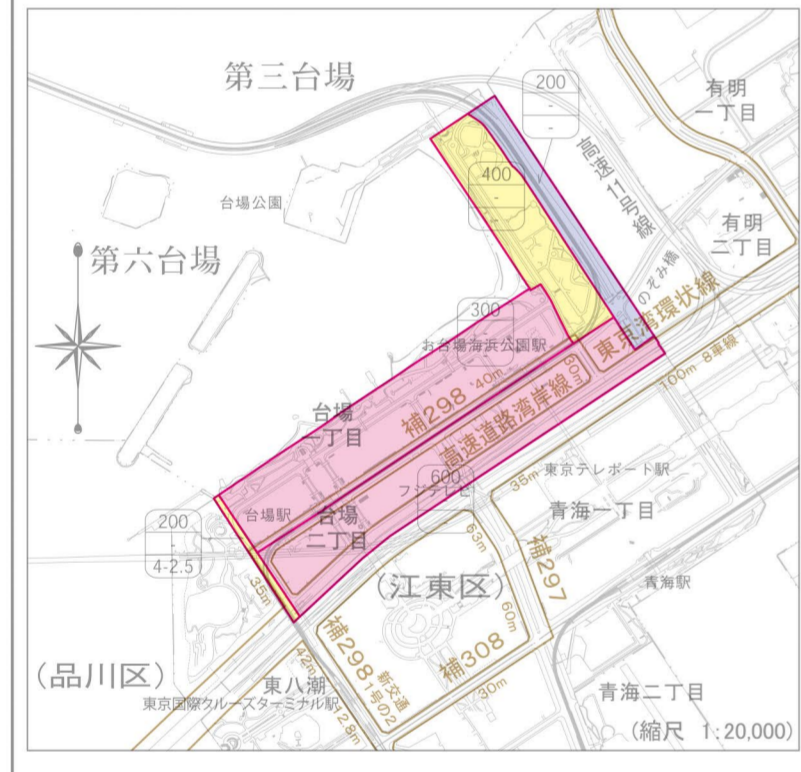 第三台場
200
-
-
有明
一丁目
高速11号線
400
-
-
台場公園
有明
二丁目
第六台場
のぞみ橋
300
お台場海浜公園駅
東京湾環状線
30m
補298 40m
100m 8車線
高速道路湾岸線
台場
一丁目
600
フジテレビ
35m
東京テレポート駅
200
-
4-2.5
台場駅
台場
二丁目
青海一丁目
63m
補297
(江東区)
青海駅
35m
60m
補298
新交通
1号の2
補308
(品川区)
42m
東八潮
30m
東京国際クルーズターミナル駅
12.8m
青海二丁目
(縮尺 1:20,000)